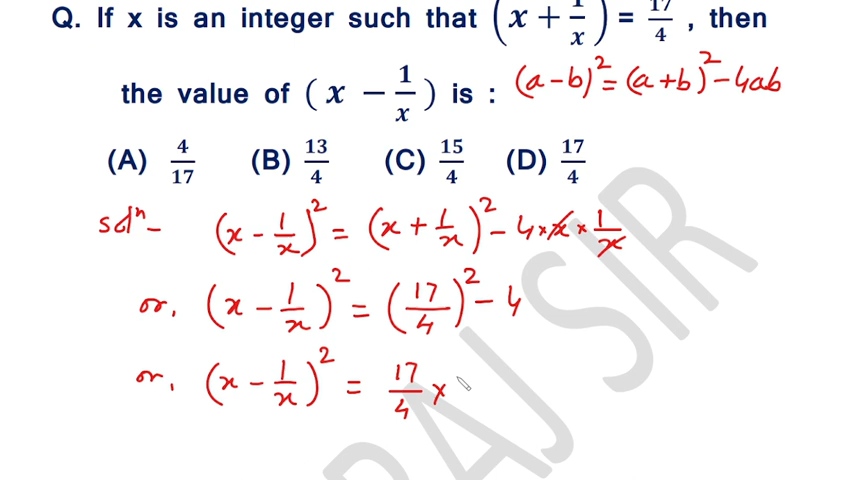 Q. If x is an integer such that (x + 1/x) = 17/4 , then
the value of ( x − 1/x ) is : (a-b)² = (a+b)² - 4ab
(A) 4/17 (B) 13/4 (C) 15/4 (D) 17/4
Solⁿ- (x - 1/x)² = (x + 1/x)² - 4 × x × 1/x
or, (x - 1/x)² = (17/4)² - 4
or, (x - 1/x)² = 17/4 ×
RAJ SIR